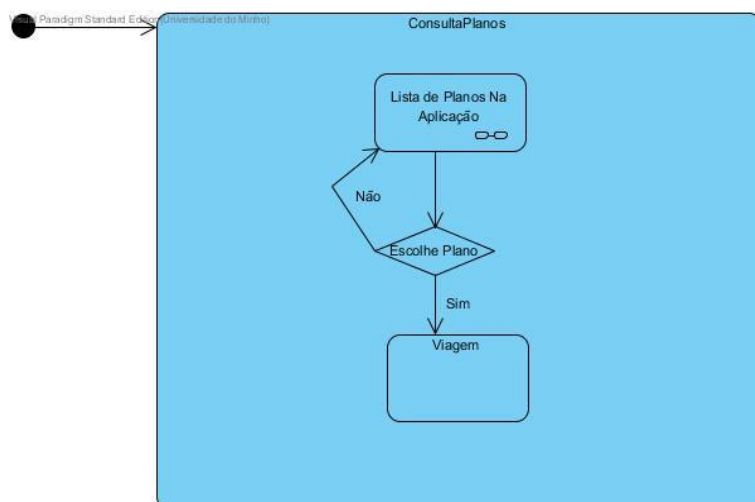 Visual Paradigm Standard Edition(Universidade do Minho)
ConsultaPlanos
Lista de Planos Na
Aplicação
Não
Escolhe Plano
Sim
Viagem